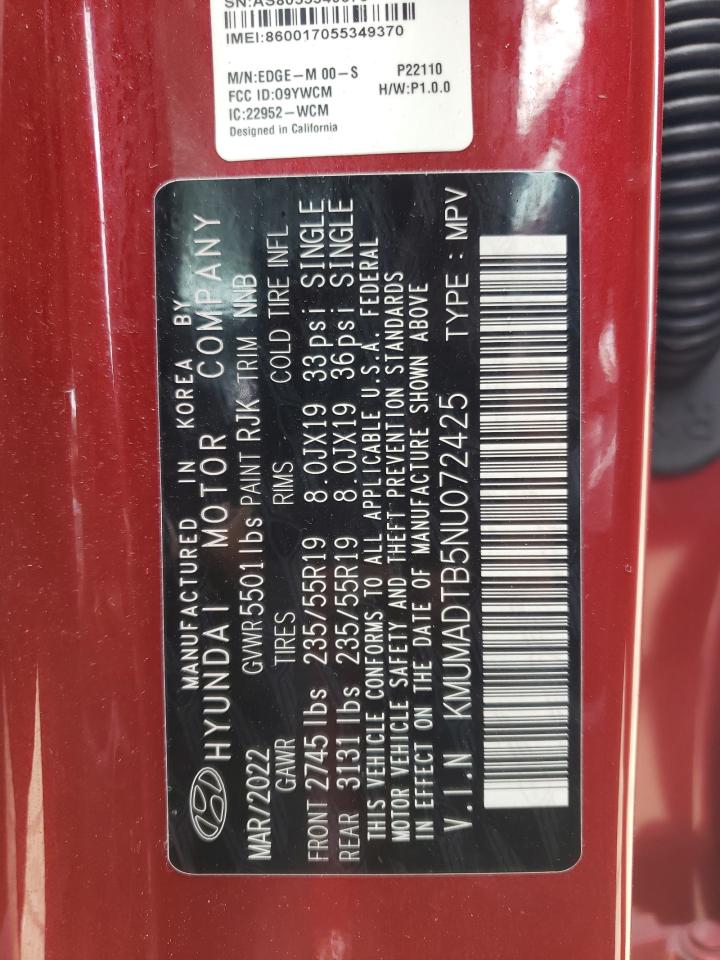 IMEI:860017055349370
M/N:EDGE-M 00-S P22110
FCC ID:O9YWCM H/W:P1.0.0
IC:22952-WCM
Designed in California
MANUFACTURED IN KOREA BY
HYUNDAI MOTOR COMPANY
MAR/2022 GVWR 5501lbs PAINT RJK TRIM NNB
GAWR TIRES RIMS COLD TIRE INFL
FRONT 2745 lbs 235/55R19 8.0JX19 33psi SINGLE
REAR 3131 lbs 235/55R19 8.0JX19 36psi SINGLE
THIS VEHICLE CONFORMS TO ALL APPLICABLE U.S.A. FEDERAL
MOTOR VEHICLE SAFETY AND THEFT PREVENTION STANDARDS
IN EFFECT ON THE DATE OF MANUFACTURE SHOWN ABOVE
V.I.N KMUMADTB5NU072425 TYPE : MPV